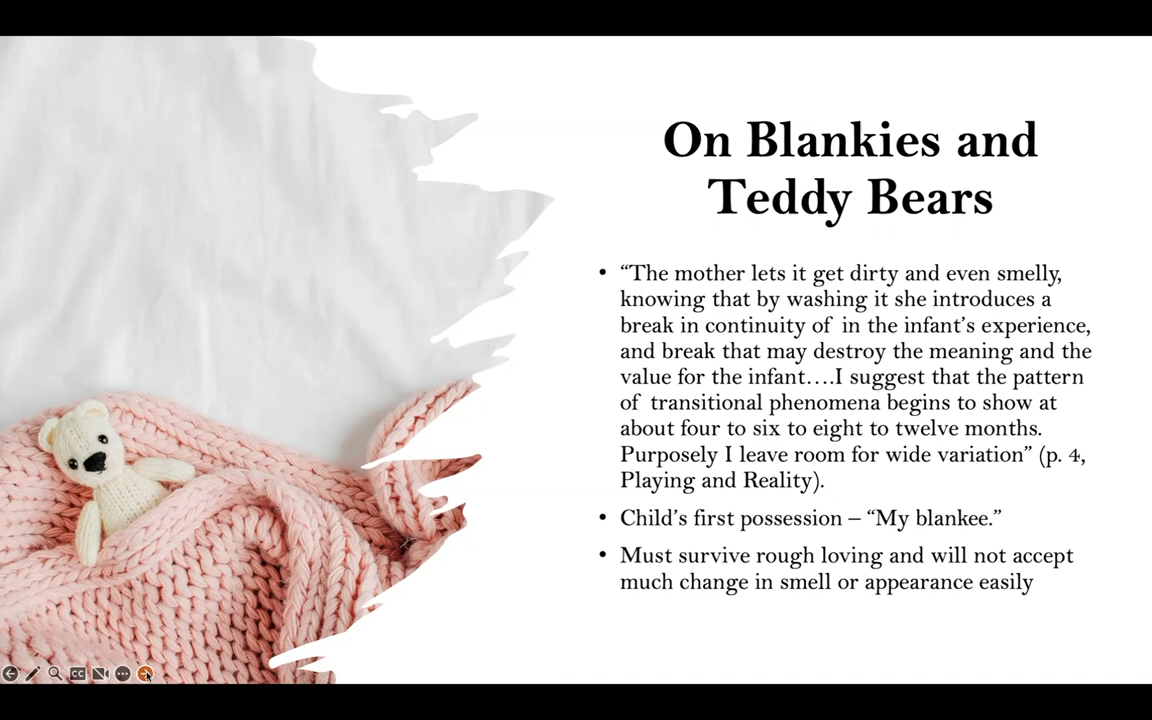 On Blankies and
Teddy Bears
• “The mother lets it get dirty and even smelly,
knowing that by washing it she introduces a
break in continuity of in the infant’s experience,
and break that may destroy the meaning and the
value for the infant….I suggest that the pattern
of transitional phenomena begins to show at
about four to six to eight to twelve months.
Purposely I leave room for wide variation” (p. 4,
Playing and Reality).
• Child’s first possession – “My blankee.”
• Must survive rough loving and will not accept
much change in smell or appearance easily
CC